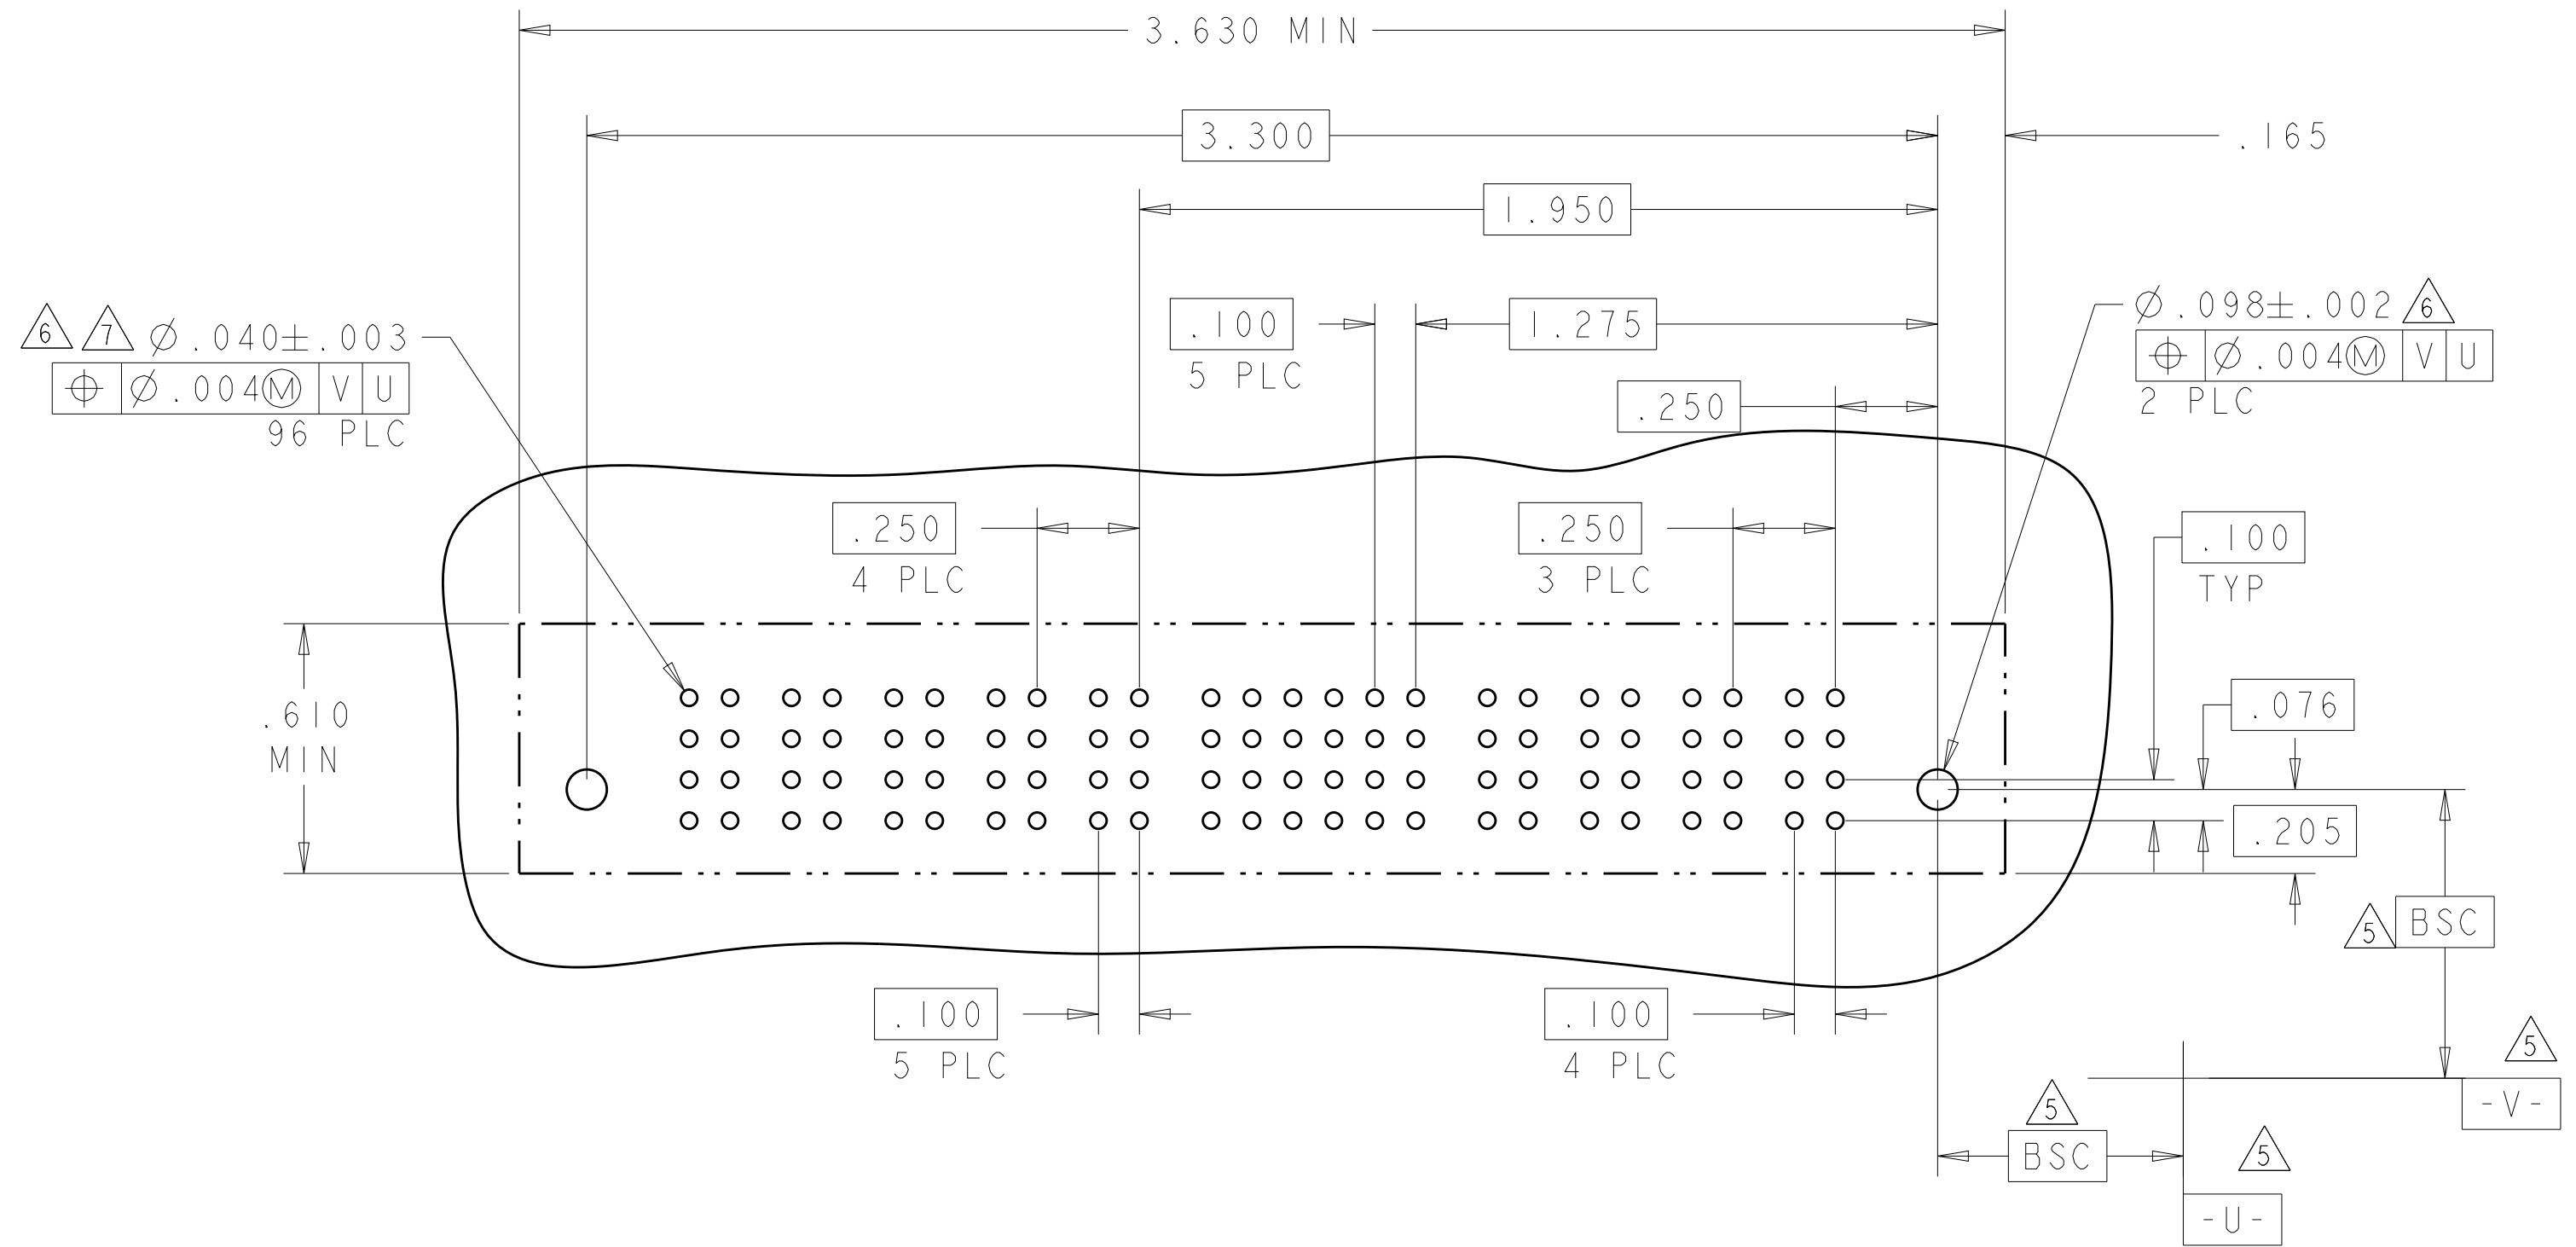 3.630 MIN
3.300
.165
1.950
6 7 Ø.040±.003
⌖ Ø.004Ⓜ V U
96 PLC
.100
5 PLC
1.275
Ø.098±.002 6
⌖ Ø.004Ⓜ V U
2 PLC
.250
.250
4 PLC
.250
3 PLC
.100
TYP
.610
MIN
.076
.205
5 BSC
.100
5 PLC
.100
4 PLC
5
-V-
5
BSC
5
-U-